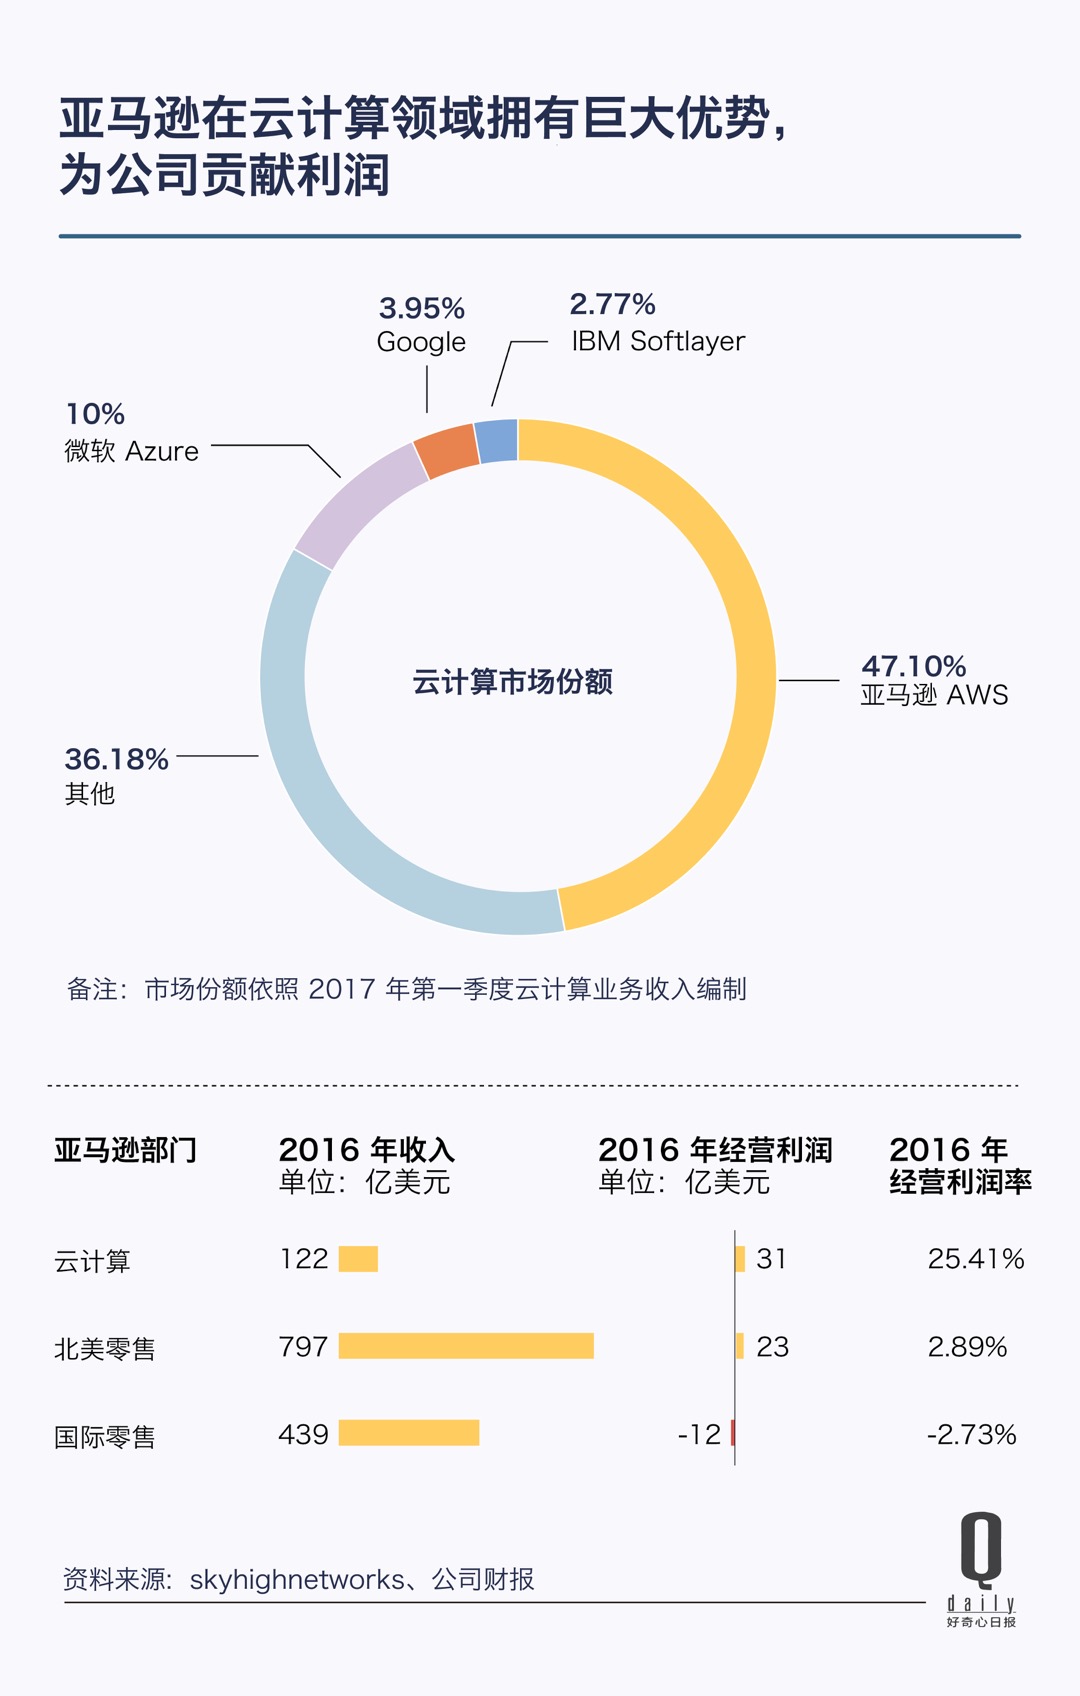 亚马逊在云计算领域拥有巨大优势，
为公司贡献利润
3.95%
Google
2.77%
IBM Softlayer
10%
微软 Azure
云计算市场份额
47.10%
亚马逊 AWS
36.18%
其他
备注：市场份额依照 2017 年第一季度云计算业务收入编制
亚马逊部门
2016 年收入
单位：亿美元
2016 年经营利润
单位：亿美元
2016 年
经营利润率
云计算 122 31 25.41%
北美零售 797 23 2.89%
国际零售 439 -12 -2.73%
资料来源：skyhighnetworks、公司财报
Q
daily
好奇心日报